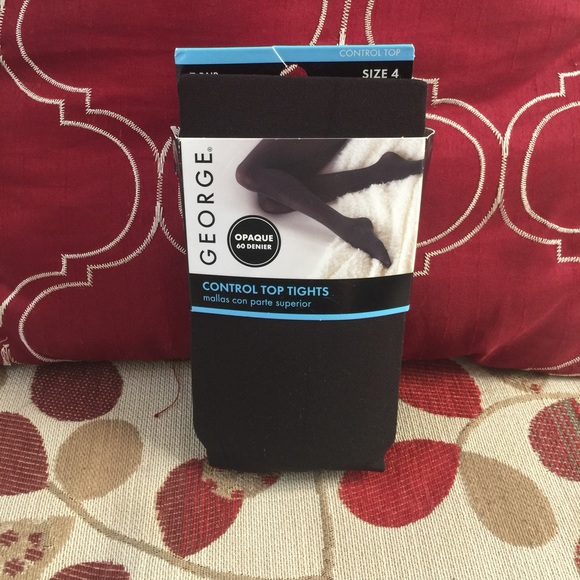 CONTROL TOP
SIZE 4
GEORGE®
OPAQUE
60 DENIER
CONTROL TOP TIGHTS
mallas con parte superior